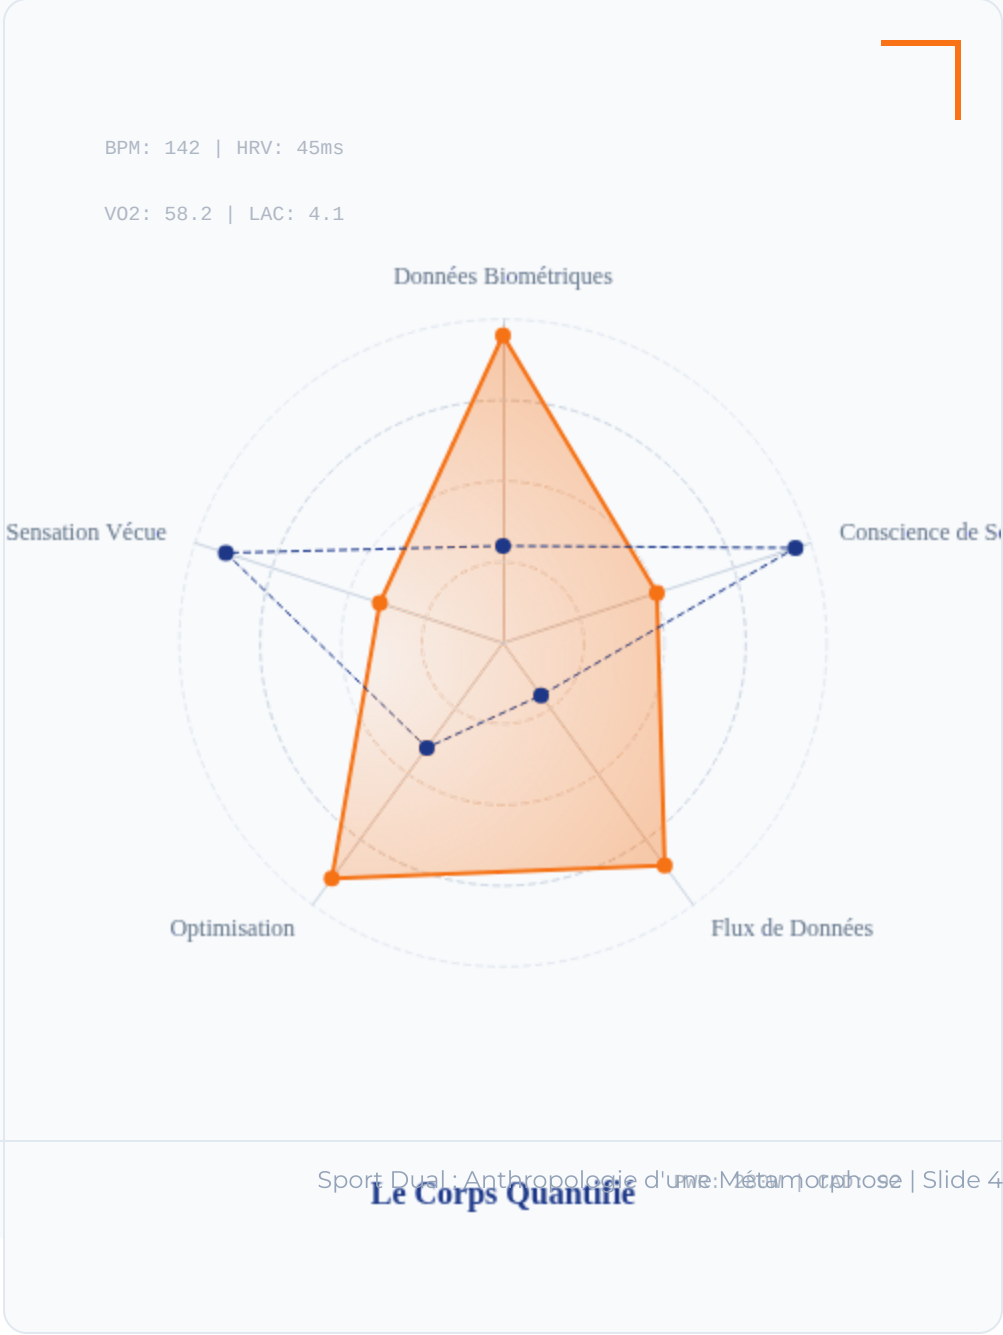 BPM: 142 | HRV: 45ms
VO2: 58.2 | LAC: 4.1
Données Biométriques
Sensation Vécue
Conscience de S
Optimisation
Flux de Données
Sport Dual : Anthropologie d'une Métamorphose | Slide 4
Le Corps Quantifié